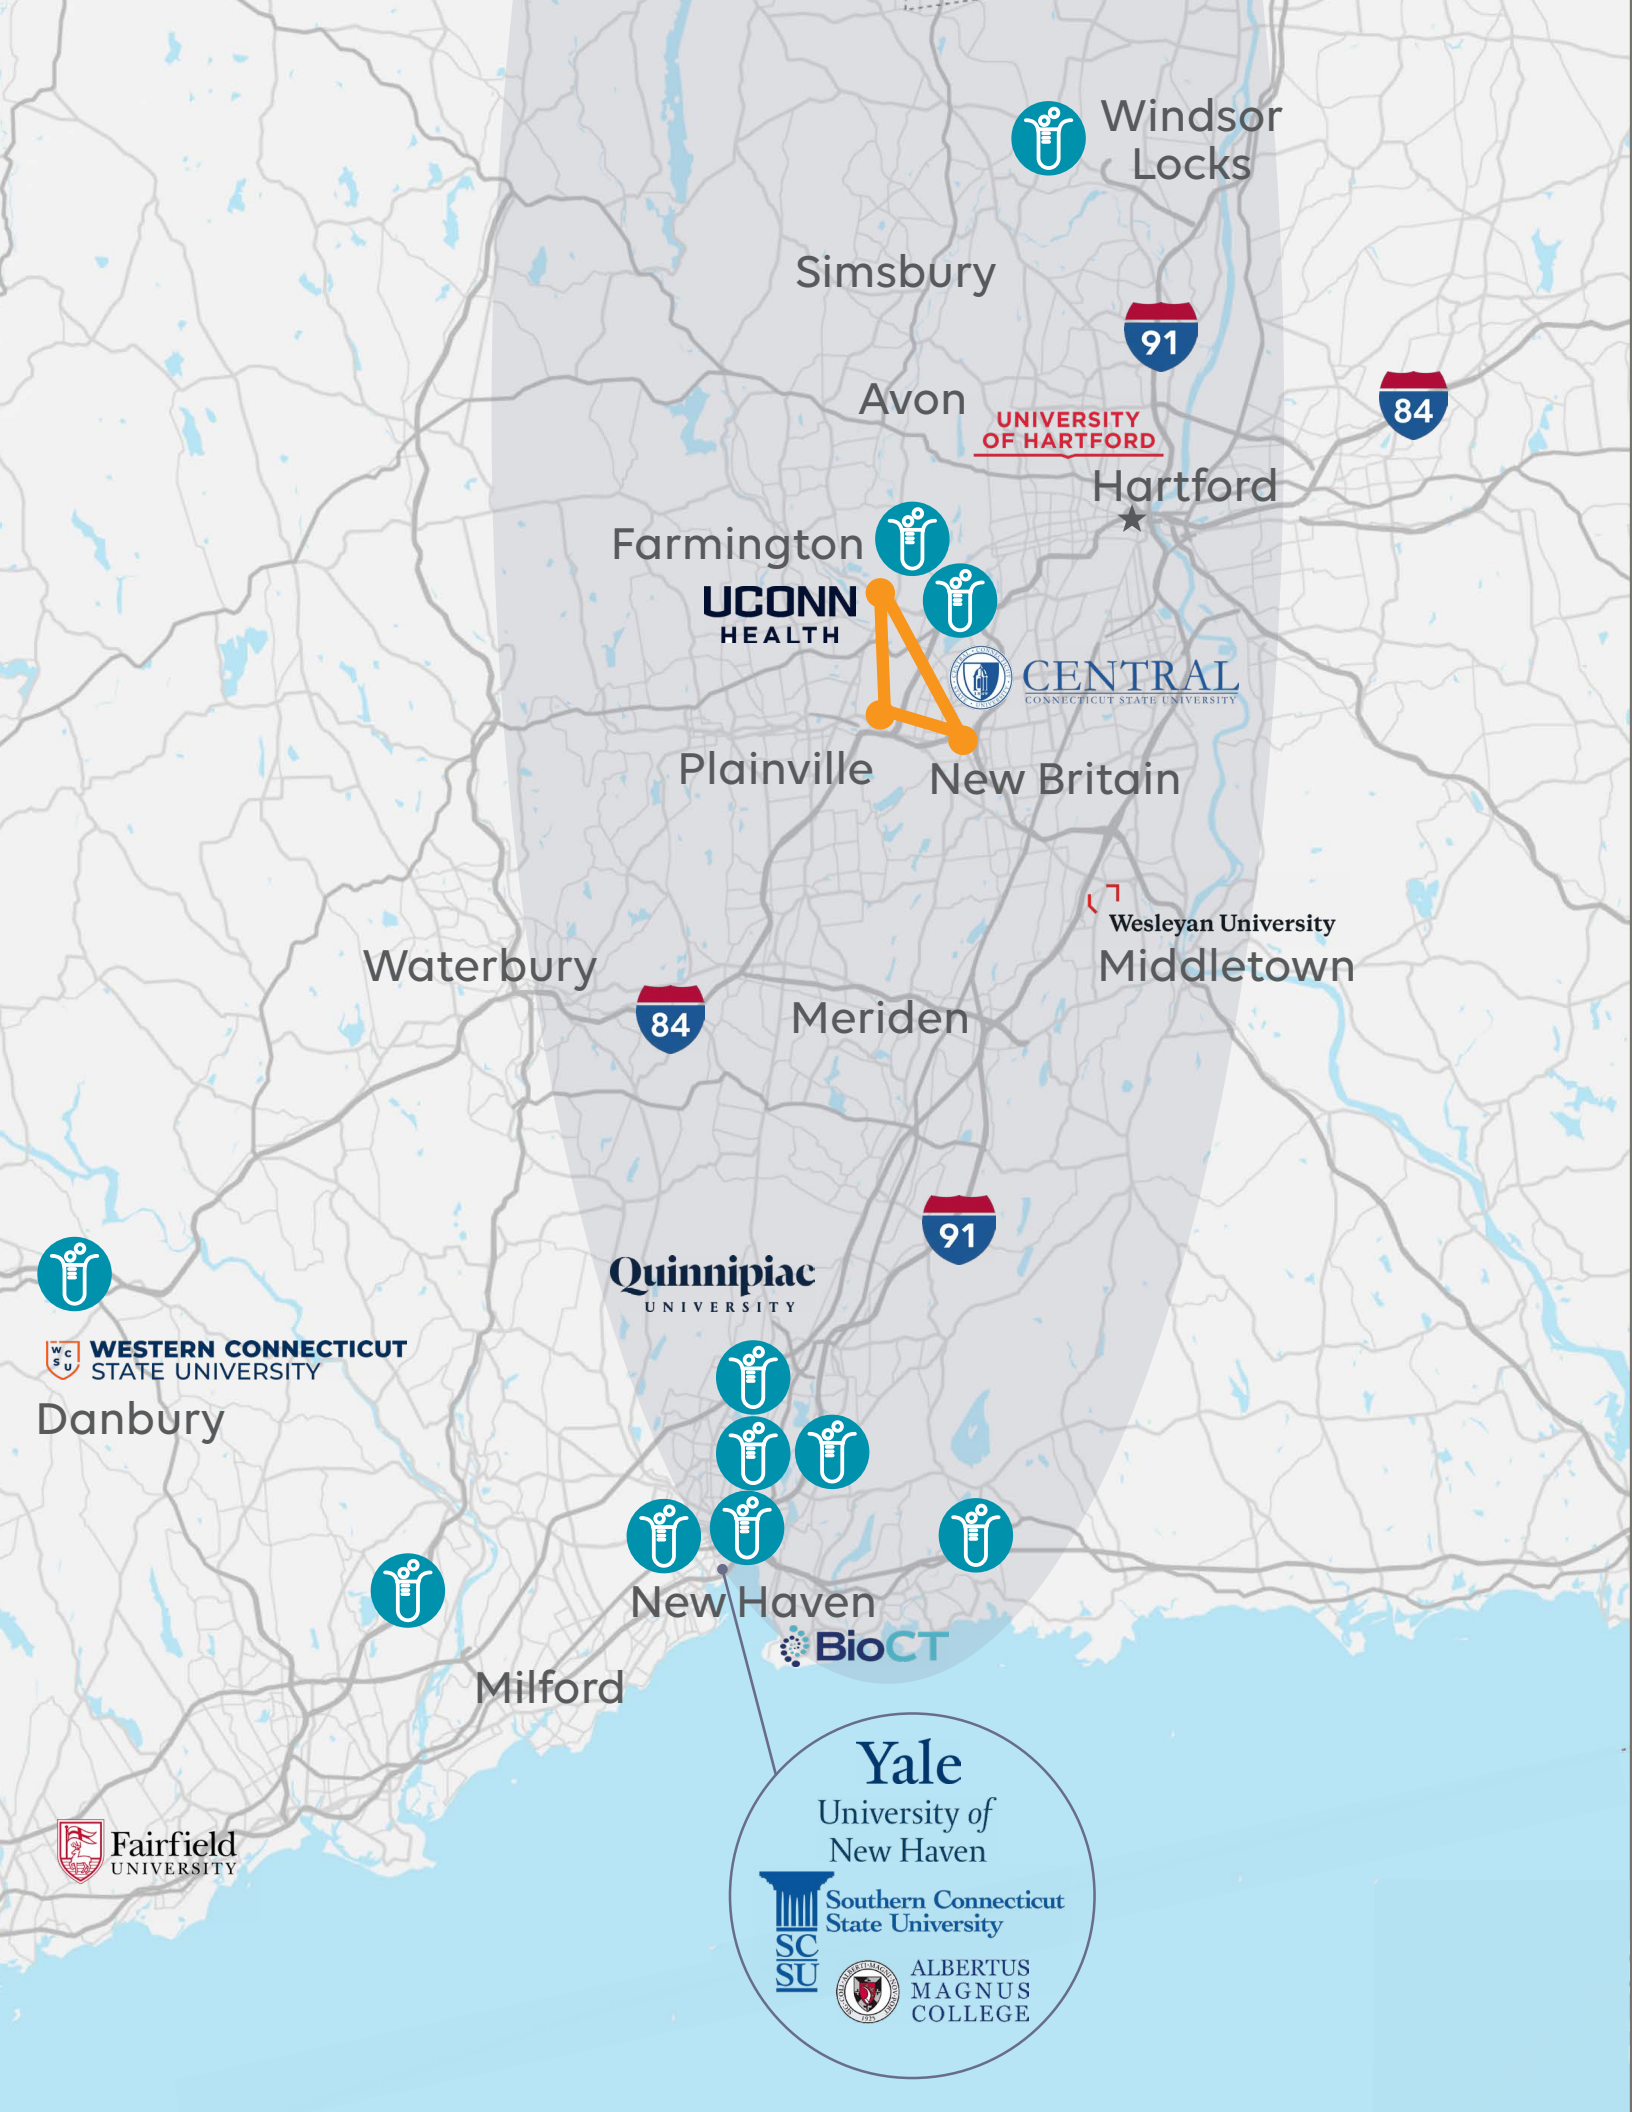 Windsor
Locks
Simsbury
91
84
Avon
UNIVERSITY
OF HARTFORD
Hartford
Farmington
UCONN
HEALTH
CENTRAL
CONNECTICUT STATE UNIVERSITY
Plainville
New Britain
Wesleyan University
Middletown
Waterbury
84
Meriden
91
Quinnipiac
UNIVERSITY
W C
S U
WESTERN CONNECTICUT
STATE UNIVERSITY
Danbury
New Haven
BioCT
Milford
Yale
University of
New Haven
Fairfield
UNIVERSITY
Southern Connecticut
State University
SC
SU
ALBERTUS
MAGNUS
COLLEGE
1925